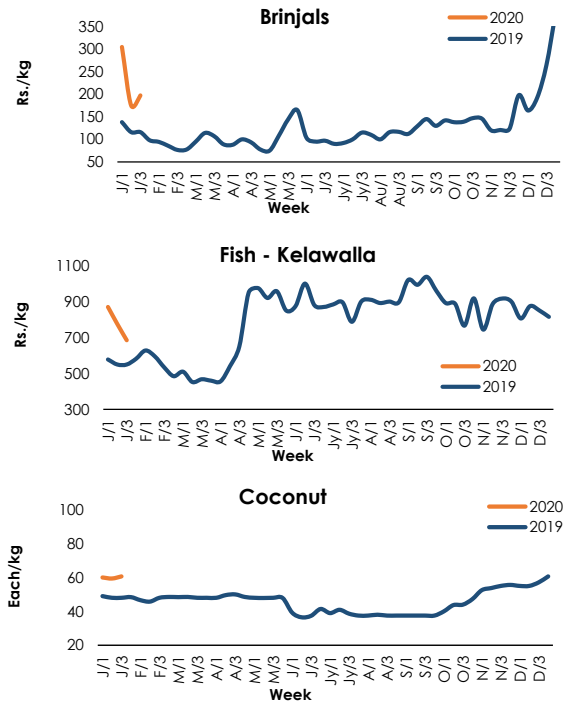 Brinjals
2020
2019
Rs./kg
350
300
250
200
150
100
50
J/1 J/3 F/1 F/3 M/1 M/3 A/1 A/3 M/1 M/3 J/1 J/3 Jy/1 Jy/3 Au/1 Au/3 S/1 S/3 O/1 O/3 N/1 N/3 D/1 D/3
Week
Fish - Kelawalla
Rs./kg
1100
900
700
500
300
2020
2019
J/1 J/3 F/1 F/3 M/1 M/3 A/1 A/3 M/1 M/3 J/1 J/3 Jy/1 Jy/3 A/1 A/3 S/1 S/3 O/1 O/3 N/1 N/3 D/1 D/3
Week
Coconut
2020
2019
Each/kg
100
80
60
40
20
J/1 J/3 F/1 F/3 M/1 M/3 A/1 A/3 M/1 M/3 J/1 J/3 Jy/1 Jy/3 A/1 A/3 S/1 S/3 O/1 O/3 N/1 N/3 D/1 D/3
Week